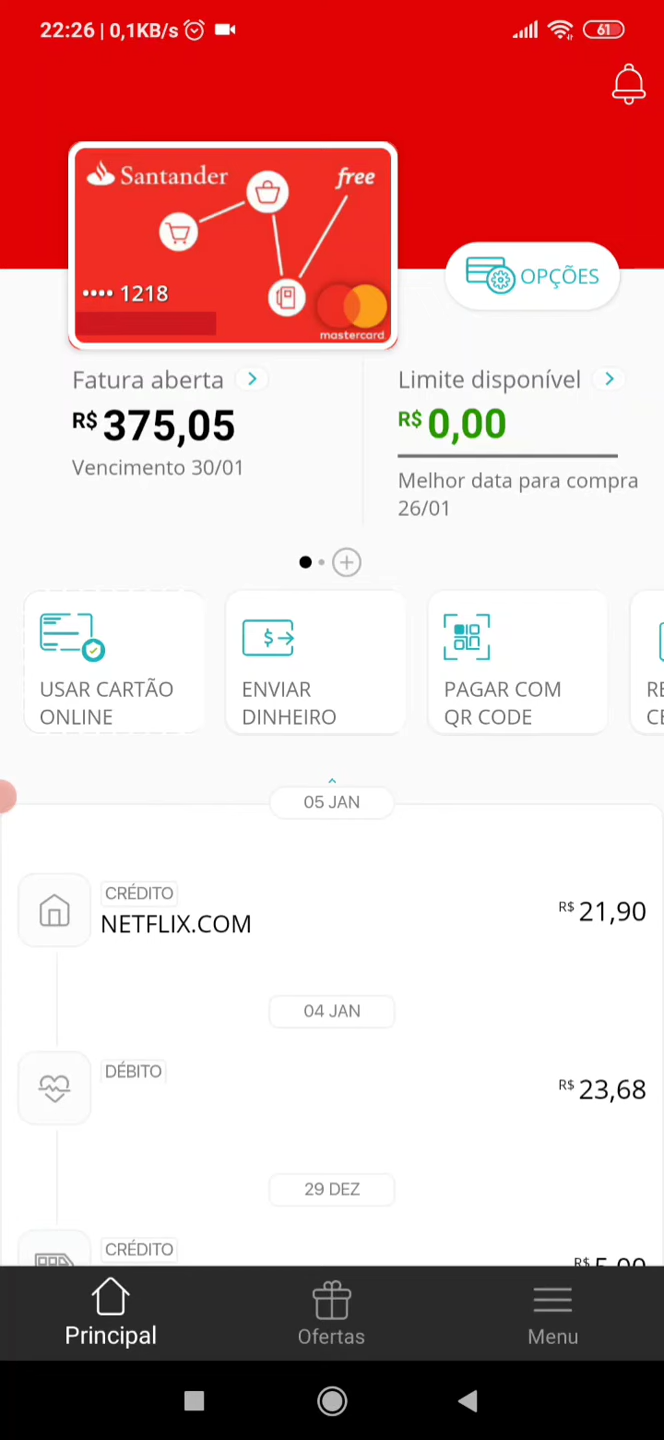 22:26 | 0,1KB/s
61
Santander
free
•••• 1218
mastercard
OPÇÕES
Fatura aberta
R$ 375,05
Vencimento 30/01
Limite disponível
R$ 0,00
Melhor data para compra
26/01
USAR CARTÃO
ONLINE
ENVIAR
DINHEIRO
PAGAR COM
QR CODE
05 JAN
CRÉDITO
NETFLIX.COM
R$ 21,90
04 JAN
DÉBITO
R$ 23,68
29 DEZ
CRÉDITO
R$ 5,00
Principal
Ofertas
Menu